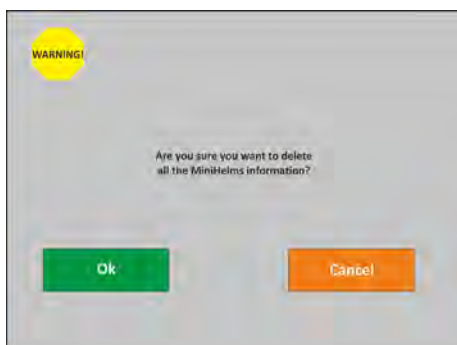 WARNING!
Are you sure you want to delete
all the MiniHelms information?
Ok
Cancel